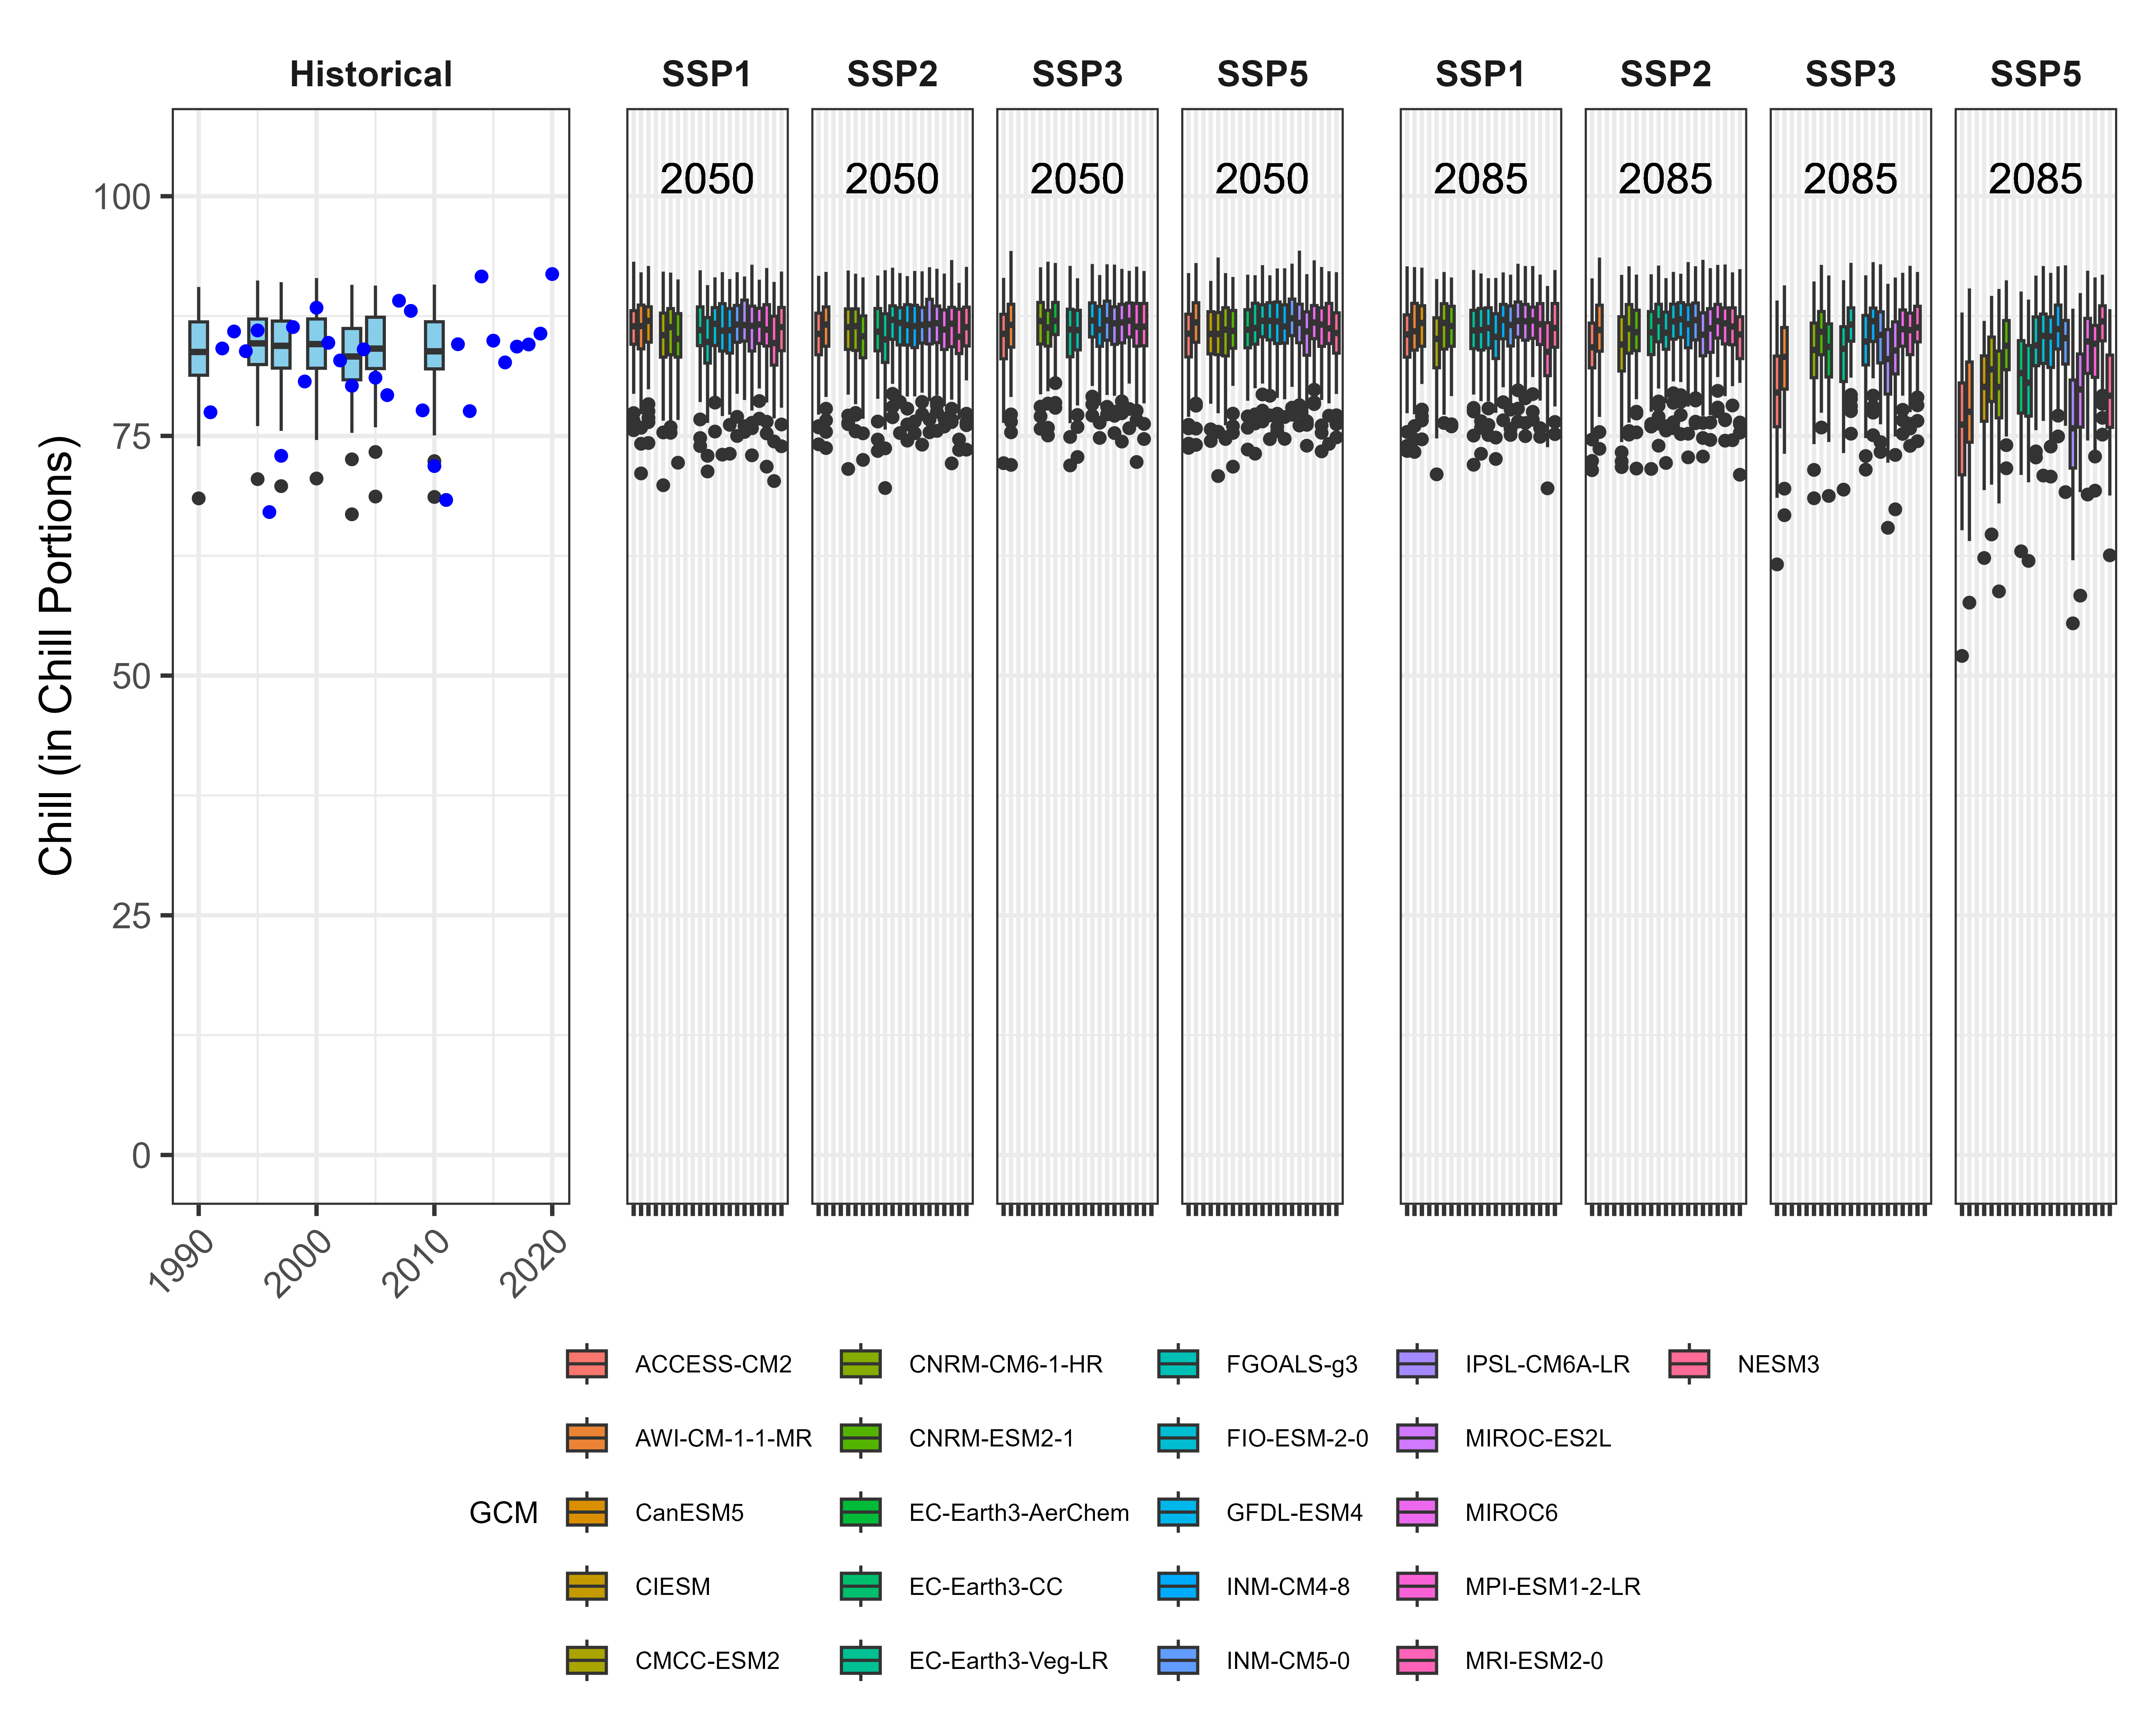 Historical SSP1 SSP2 SSP3 SSP5 SSP1 SSP2 SSP3 SSP5
2050 2050 2050 2050 2085 2085 2085 2085
Chill (in Chill Portions)
100
75
50
25
0
1990 2000 2010 2020
GCM
ACCESS-CM2 CNRM-CM6-1-HR FGOALS-g3 IPSL-CM6A-LR NESM3
AWI-CM-1-1-MR CNRM-ESM2-1 FIO-ESM-2-0 MIROC-ES2L
CanESM5 EC-Earth3-AerChem GFDL-ESM4 MIROC6
CIESM EC-Earth3-CC INM-CM4-8 MPI-ESM1-2-LR
CMCC-ESM2 EC-Earth3-Veg-LR INM-CM5-0 MRI-ESM2-0